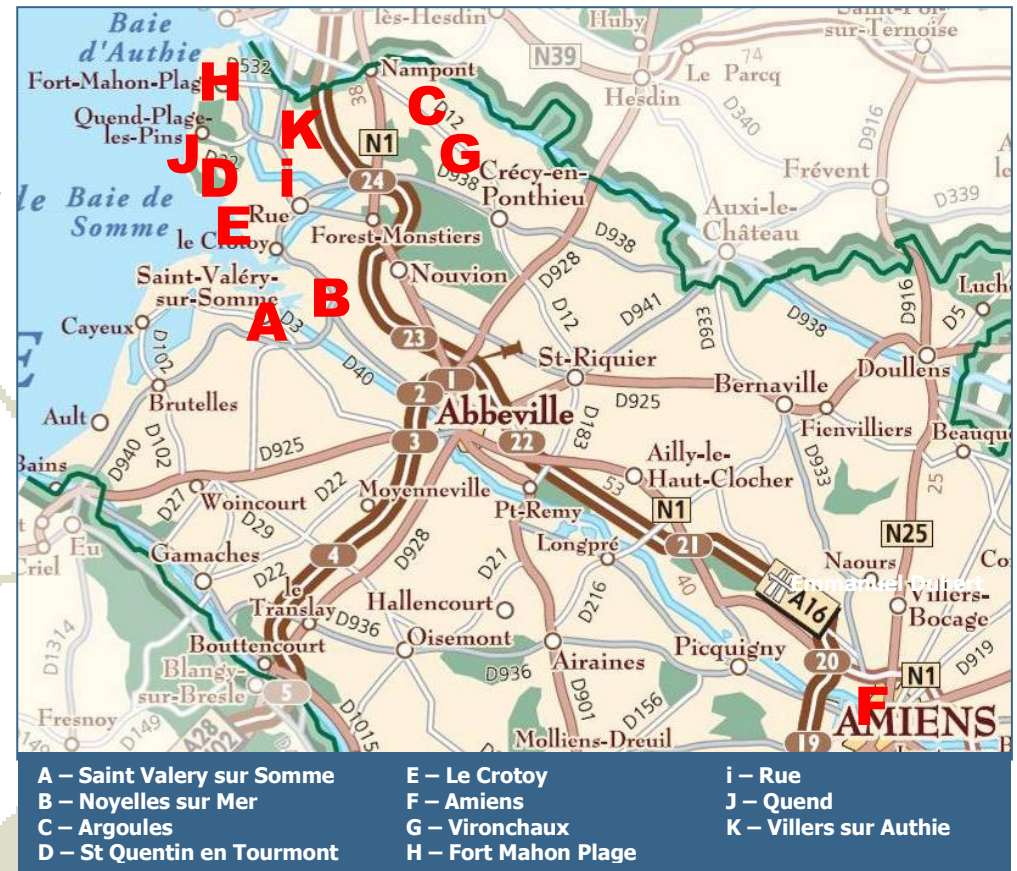 Baie
d'Authie
lès-Hesdin
Huby
Saint-Pol-
sur-Ternoise
D532
H
Fort-Mahon-Plag
Nampont
N39
74
Le Parcq
Hesdin
38
C
D12
D340
D916
Quend-Plage-
les-Pins
K
N1
J
D32
D
i
G
D938
24
Crécy-en-
Ponthieu
Frévent
D339
le Baie de
Somme
E
Rue
le Crotoy
Forest-Monstiers
Auxi-le-
Château
D938
Nouvion
D928
Saint-Valéry-
sur-Somme
B
A
D3
D12
D941
D933
D938
D916
Luch
D5
Cayeux
D102
D40
23
E
St-Riquier
Doullens
1
2
Abbeville
Bernaville
D925
Ault
Brutelles
D940
D102
D925
3
22
D183
Fienvilliers
Beauqu
Bains
D27
Woincourt
D22
Moyenneville
Ailly-le-
Haut-Clocher
53
D933
25
Pt-Remy
N1
D29
Eu
Criel
Gamaches
D22
4
D928
D21
Longpré
21
N25
Naours
Co
Emmanuel Dubert
le
Translay
Hallencourt
D216
40
A16
Villers-
Bocage
D1314
D936
Oisemont
Bouttencourt
Blangy-
sur-Bresle
5
D936
Airaines
Picquigny
20
N1
D919
F
AMIENS
Fresnoy
D149
A28
D1015
D901
D156
Molliens-Dreuil
19
A – Saint Valery sur Somme
B – Noyelles sur Mer
C – Argoules
D – St Quentin en Tourmont
E – Le Crotoy
F – Amiens
G – Vironchaux
H – Fort Mahon Plage
i – Rue
J – Quend
K – Villers sur Authie